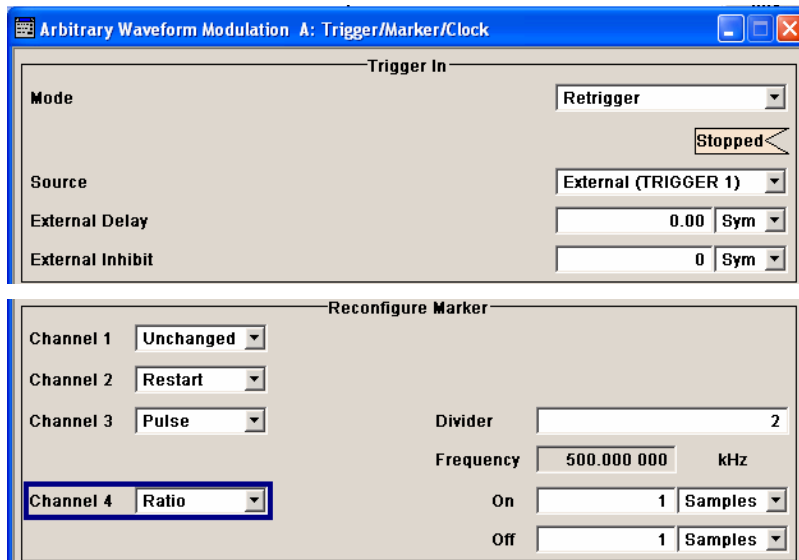 Arbitrary Waveform Modulation A: Trigger/Marker/Clock
Trigger In
Mode Retrigger
Stopped
Source External (TRIGGER 1)
External Delay 0.00 Sym
External Inhibit 0 Sym
Reconfigure Marker
Channel 1 Unchanged
Channel 2 Restart
Channel 3 Pulse Divider 2
Frequency 500.000 000 kHz
Channel 4 Ratio On 1 Samples
Off 1 Samples